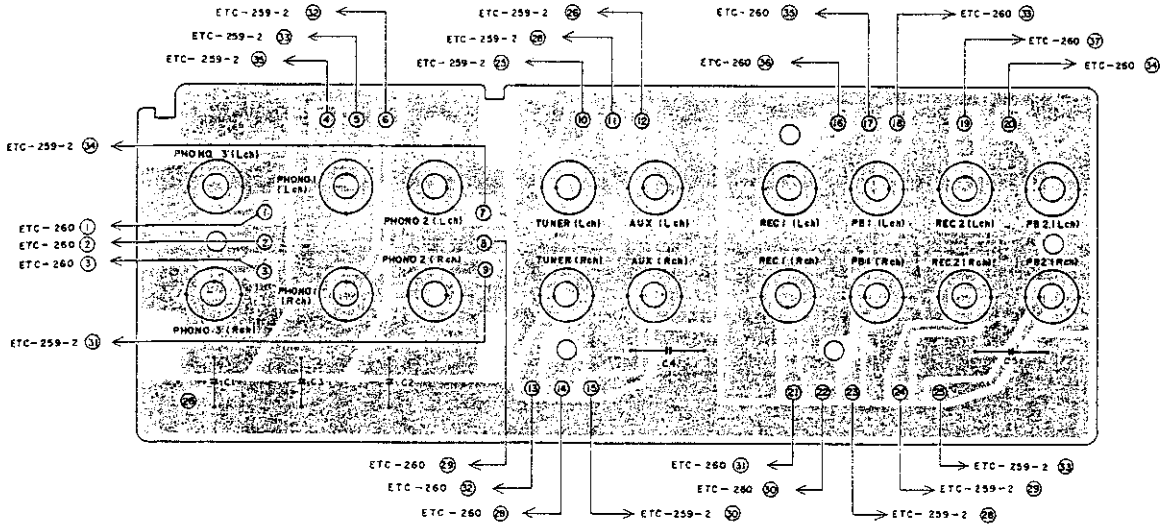 ETC-259-2 ㉜
ETC-259-2 ㉝
ETC-259-2 ㉟
ETC-259-2 ㉖
ETC-259-2 ㉘
ETC-259-2 ㉕
ETC-260 ㉟
ETC-260 ㊱
ETC-260 ㉝
ETC-260 ㊲
ETC-260 ㉞
④ ⑤ ⑥ ⑩ ⑪ ⑫ ⑯ ⑰ ⑱ ⑲ ⑳
ETC-259-2 ㉞
PHONO 3 (Lch)
PHONO 1 (Lch)
PHONO 2 (Lch)
TUNER (Lch)
AUX (Lch)
REC 1 (Lch)
PB 1 (Lch)
REC 2 (Lch)
PB 2 (Lch)
① ⑦
ETC-260 ①
ETC-260 ②
ETC-260 ③
② ⑧
③ ⑨
PHONO 3 (Rch)
PHONO 1 (Rch)
PHONO 2 (Rch)
TUNER (Rch)
AUX (Rch)
REC 1 (Rch)
PB 1 (Rch)
REC 2 (Rch)
PB 2 (Rch)
ETC-259-2 ㉛
C1 C3 C2 C4
㉖ ⑬ ⑭ ⑮ ㉑ ㉒ ㉓ ㉔ ㉕
ETC-260 ㉙
ETC-260 ㉜
ETC-260 ㉘
ETC-259-2 ㉚
ETC-260 ㉛
ETC-260 ㉚
ETC-259-2 ㉝
ETC-259-2 ㉙
ETC-259-2 ㉘